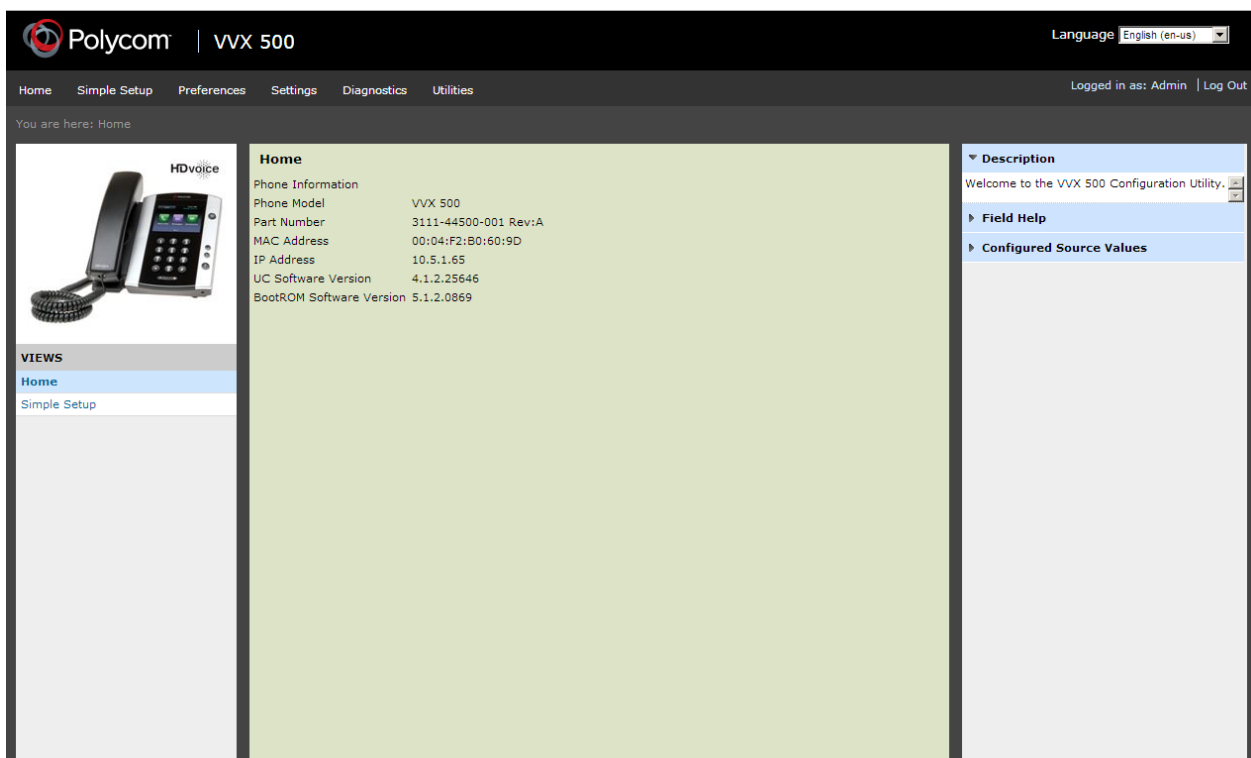 Polycom | VVX 500
Language English (en-us)
Home Simple Setup Preferences Settings Diagnostics Utilities
Logged in as: Admin | Log Out
You are here: Home
HDvoice
VIEWS
Home
Simple Setup
Home
Phone Information
Phone Model VVX 500
Part Number 3111-44500-001 Rev:A
MAC Address 00:04:F2:B0:60:9D
IP Address 10.5.1.65
UC Software Version 4.1.2.25646
BootROM Software Version 5.1.2.0869
Description
Welcome to the VVX 500 Configuration Utility.
Field Help
Configured Source Values